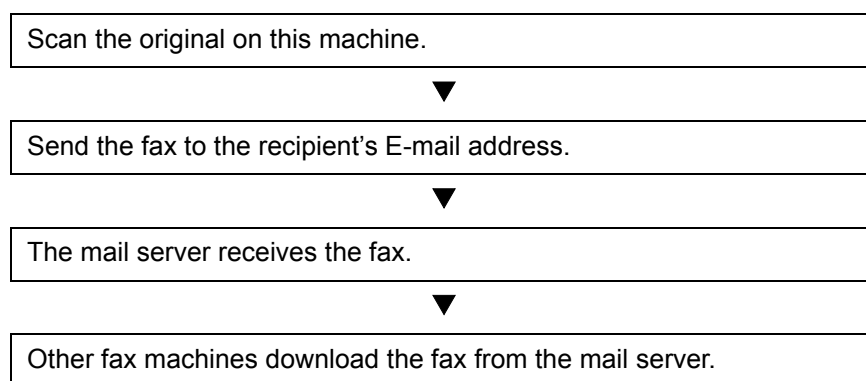 Scan the original on this machine.
Send the fax to the recipient's E-mail address.
The mail server receives the fax.
Other fax machines download the fax from the mail server.